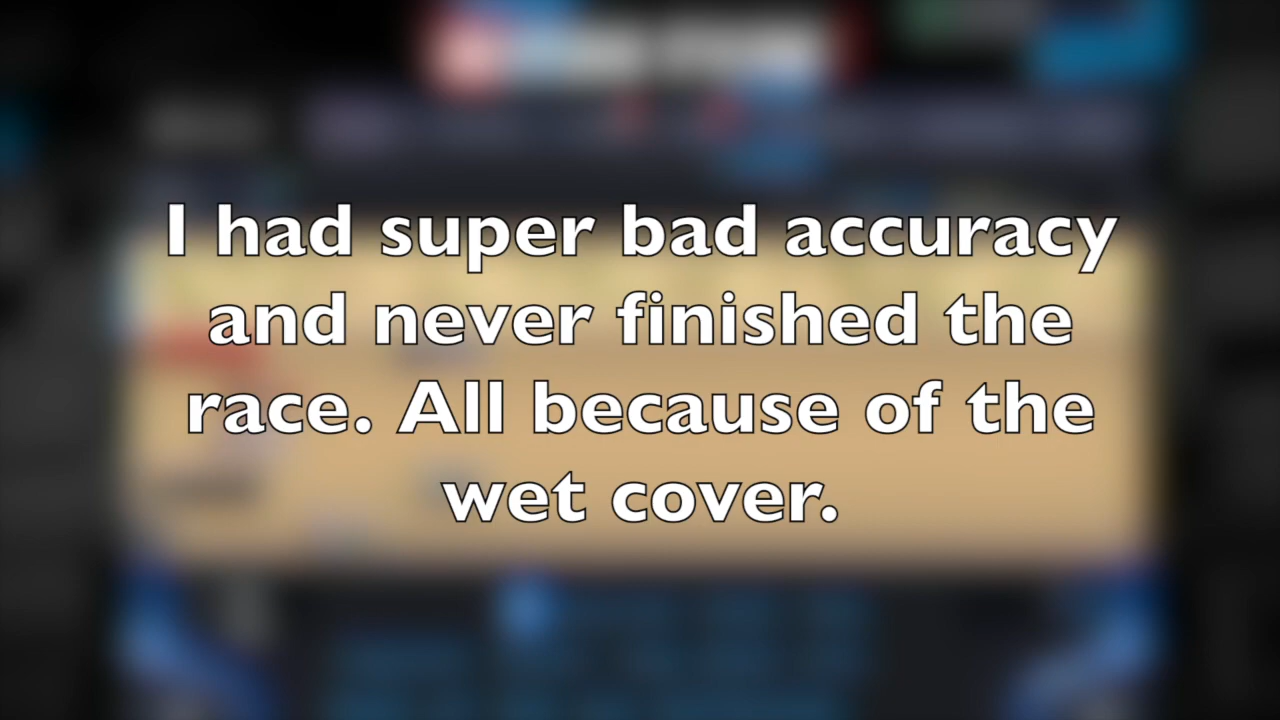 I had super bad accuracy
and never finished the
race. All because of the
wet cover.